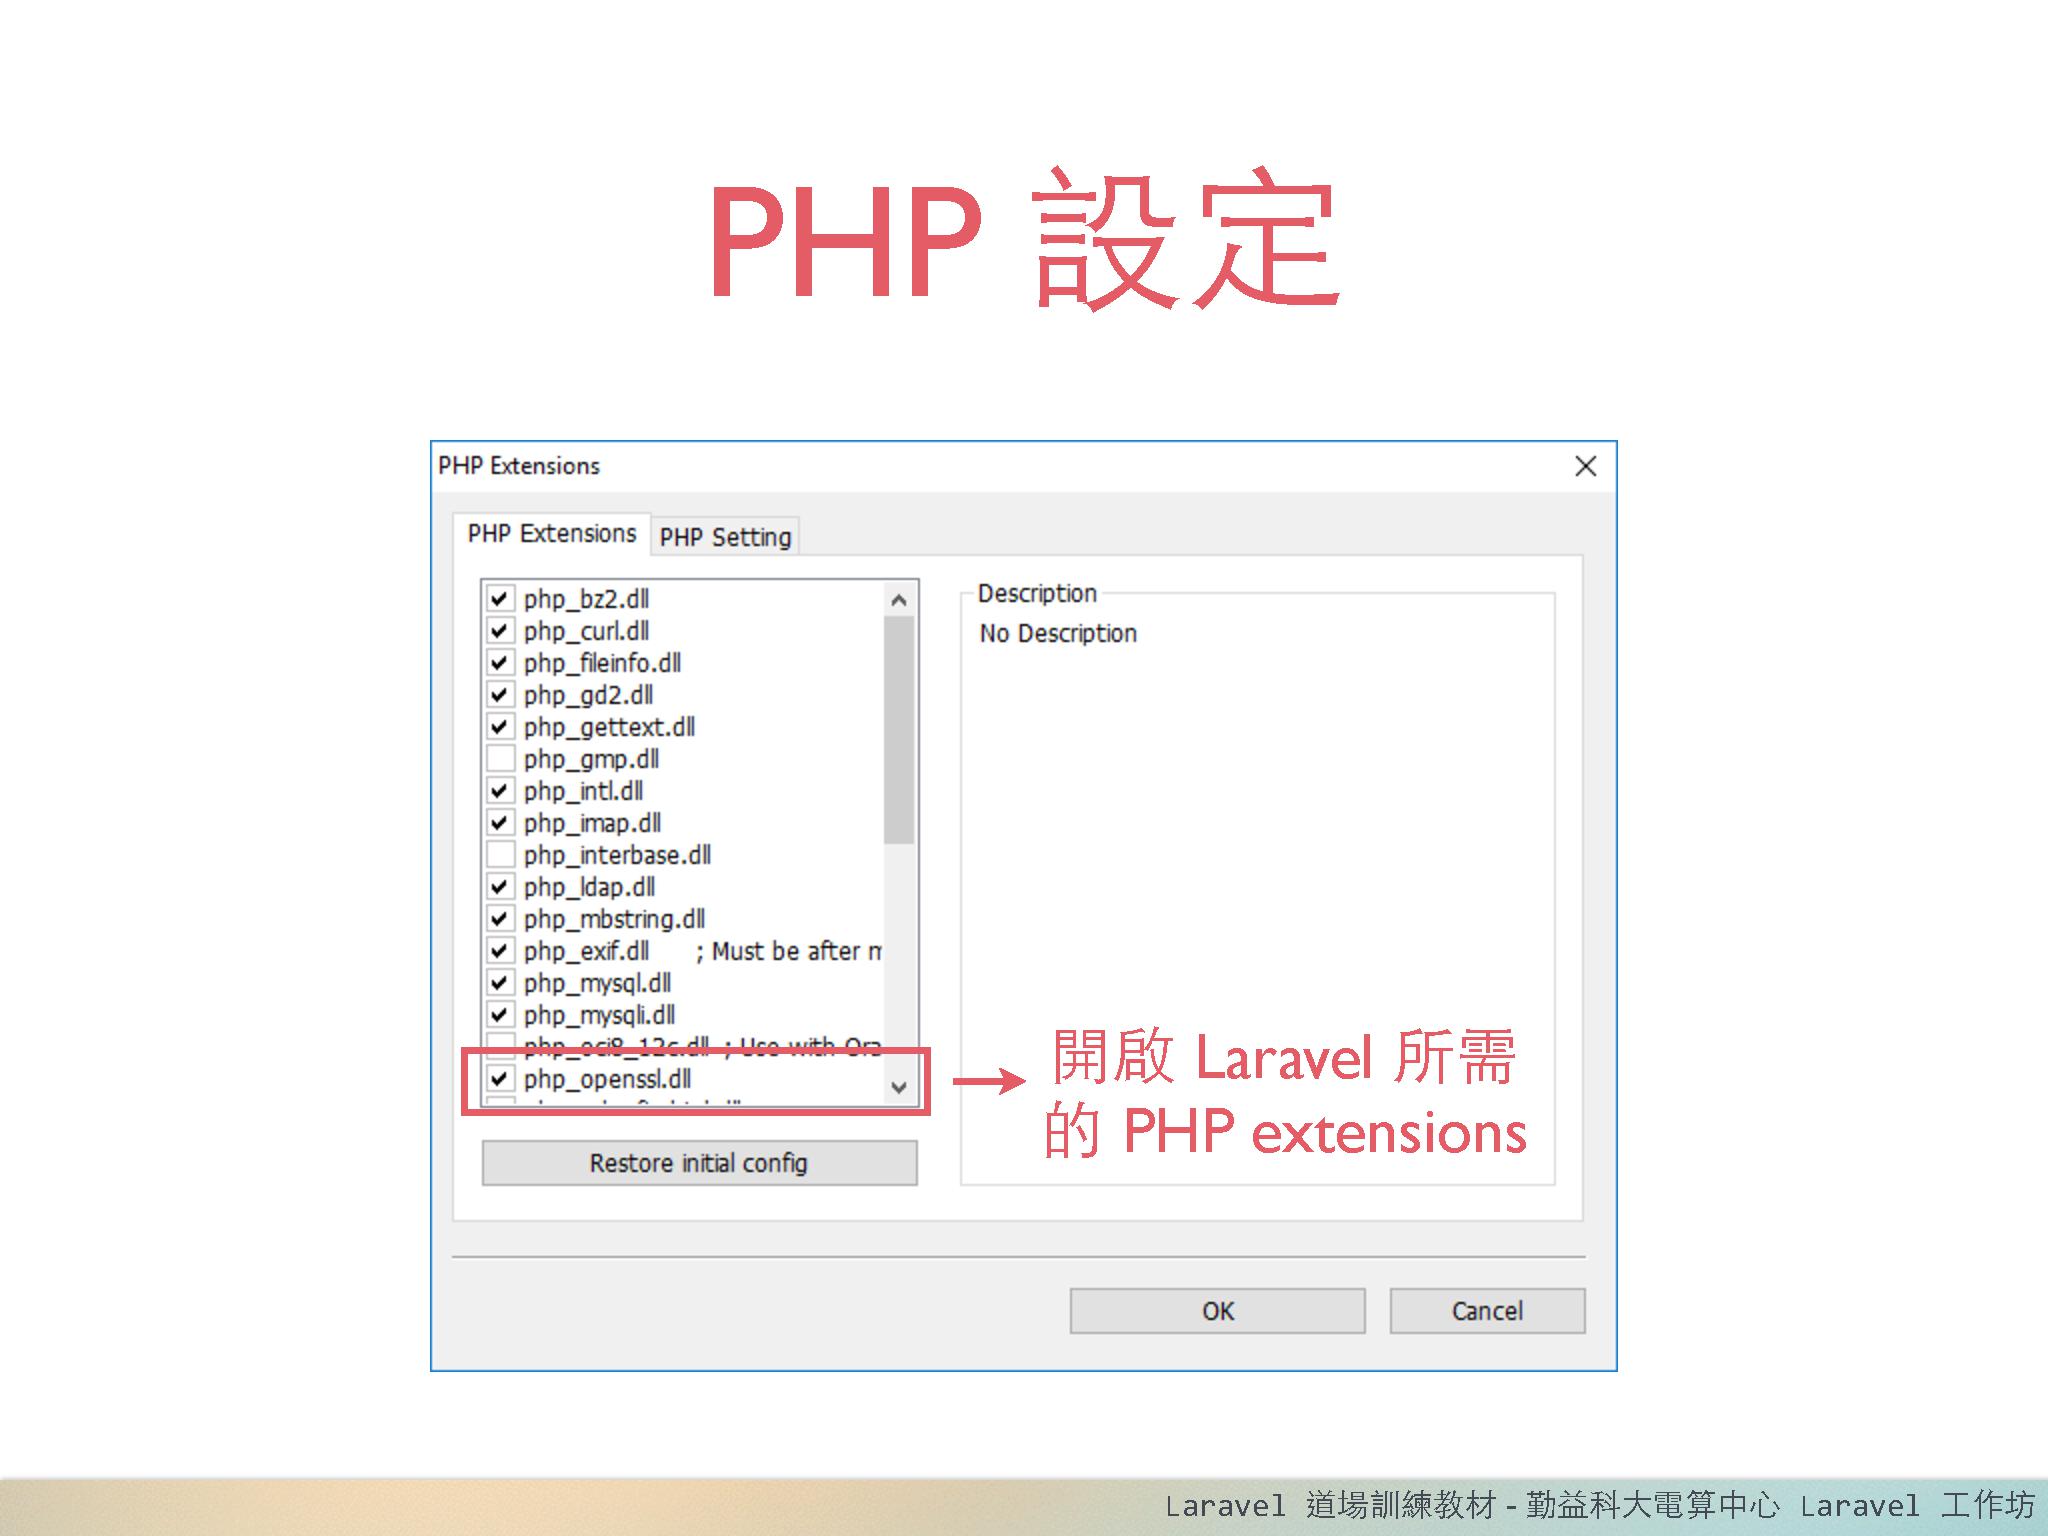 PHP 設定
PHP Extensions
PHP Extensions
PHP Setting
php_bz2.dll
php_curl.dll
php_fileinfo.dll
php_gd2.dll
php_gettext.dll
php_gmp.dll
php_intl.dll
php_imap.dll
php_interbase.dll
php_ldap.dll
php_mbstring.dll
php_exif.dll ; Must be after
php_mysql.dll
php_mysqli.dll
php_oci8_12c.dll ; Use with Ora
php_openssl.dll
Restore initial config
Description
No Description
開啟 Laravel 所需
的 PHP extensions
OK
Cancel
Laravel 道場訓練教材 - 勤益科大電算中心 Laravel 工作坊